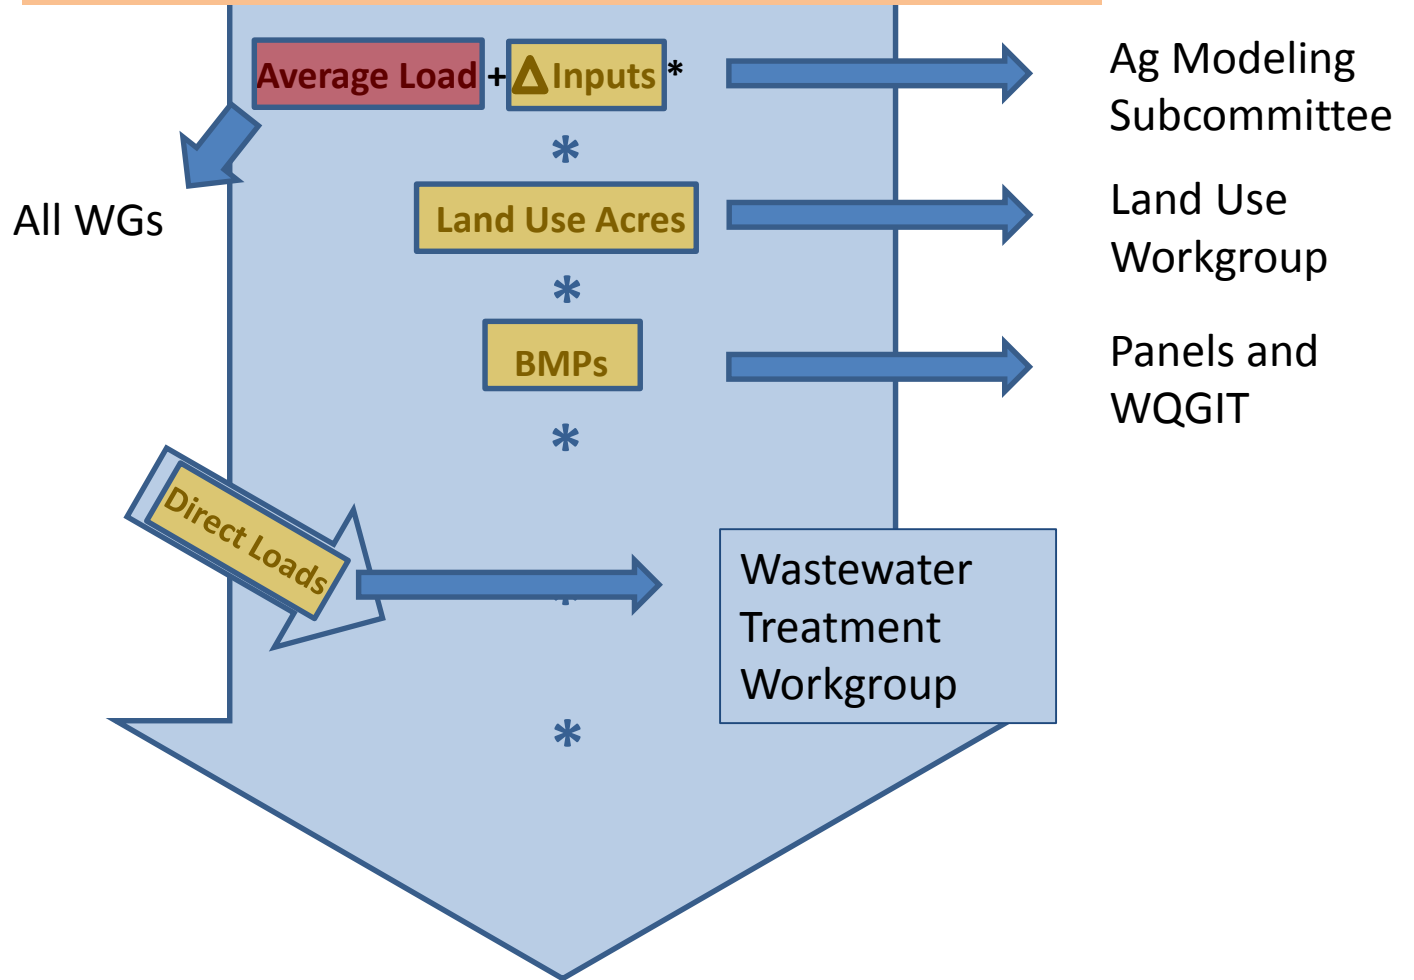 Average Load + Δ Inputs *
Ag Modeling
Subcommittee
*
All WGs
Land Use Acres
Land Use
Workgroup
*
BMPs
Panels and
WQGIT
*
Direct Loads
*
Wastewater
Treatment
Workgroup
*